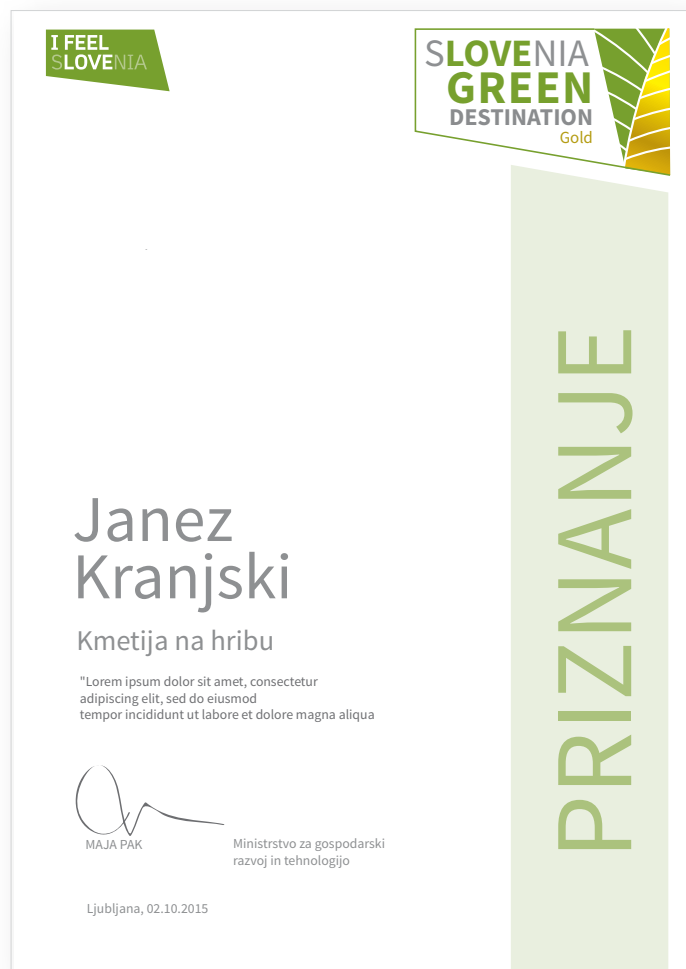 I FEEL
SLOVENIA
SLOVENIA
GREEN
DESTINATION
Gold
PRIZNANJE
Janez
Kranjski
Kmetija na hribu
"Lorem ipsum dolor sit amet, consectetur
adipiscing elit, sed do eiusmod
tempor incididunt ut labore et dolore magna aliqua
MAJA PAK
Ministrstvo za gospodarski
razvoj in tehnologijo
Ljubljana, 02.10.2015